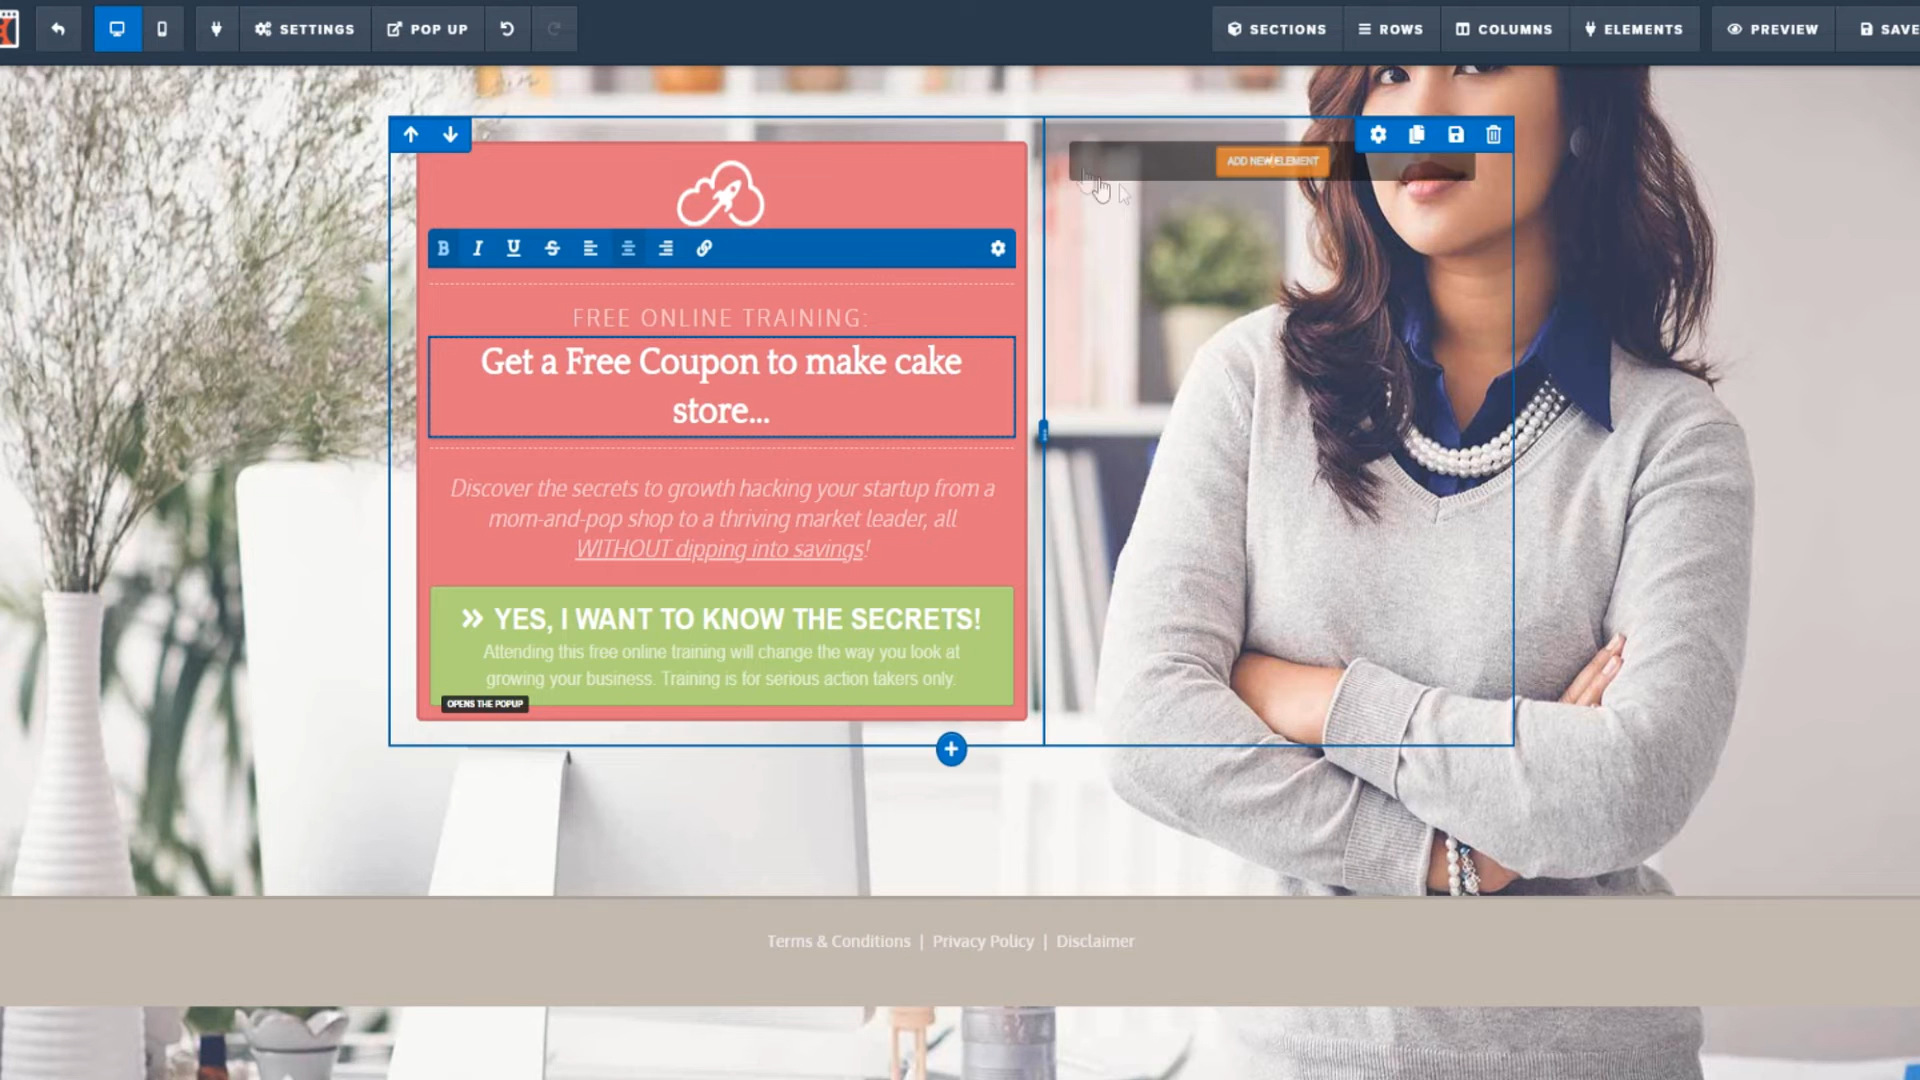 SETTINGS
POP UP
SECTIONS
ROWS
COLUMNS
ELEMENTS
PREVIEW
SAVE
ADD NEW ELEMENT
B I U S
FREE ONLINE TRAINING:
Get a Free Coupon to make cake
store...
Discover the secrets to growth hacking your startup from a
mom-and-pop shop to a thriving market leader, all
WITHOUT dipping into savings!
» YES, I WANT TO KNOW THE SECRETS!
Attending this free online training will change the way you look at
growing your business. Training is for serious action takers only.
OPENS THE POPUP
Terms & Conditions | Privacy Policy | Disclaimer